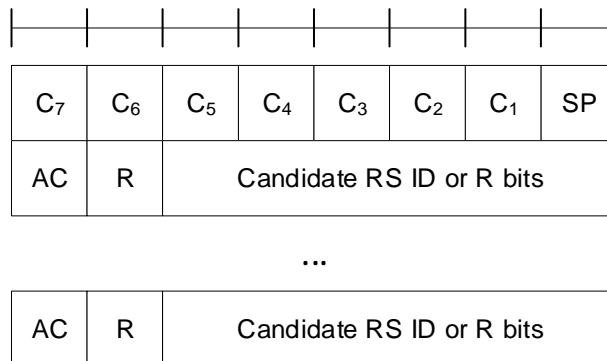 C₇ C₆ C₅ C₄ C₃ C₂ C₁ SP
AC R Candidate RS ID or R bits
...
AC R Candidate RS ID or R bits